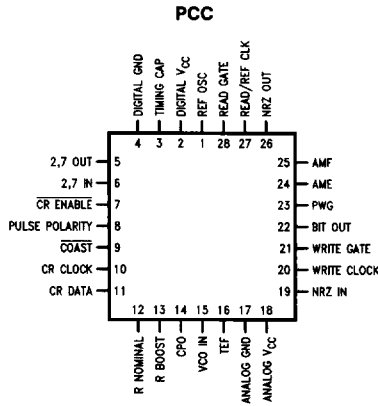 PCC
DIGITAL GND
TIMING CAP
DIGITAL VCC
REF OSC
READ GATE
READ/REF CLK
NRZ OUT
4 3 2 1 28 27 26
2,7 OUT 5
2,7 IN 6
CR ENABLE 7
PULSE POLARITY 8
COAST 9
CR CLOCK 10
CR DATA 11
25 AMF
24 AME
23 PWG
22 BIT OUT
21 WRITE GATE
20 WRITE CLOCK
19 NRZ IN
12 13 14 15 16 17 18
R NOMINAL
R BOOST
CPO
VCO IN
TEF
ANALOG GND
ANALOG VCC